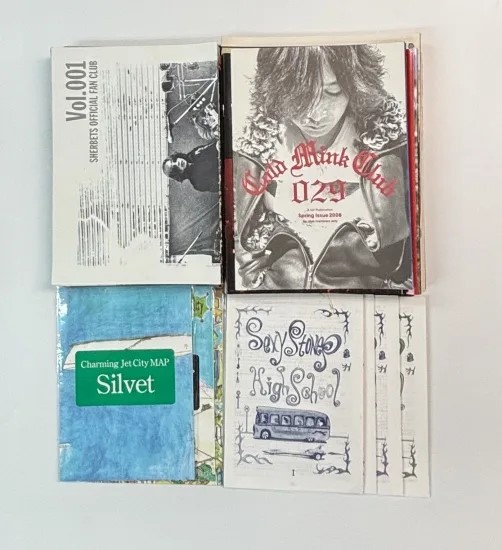 Vol.001
SHERBETS OFFICIAL FAN CLUB
Cold Mink Club
029
Spring Issue 2008
Charming Jet City MAP
Silvet
Sexy Stones
High School
I